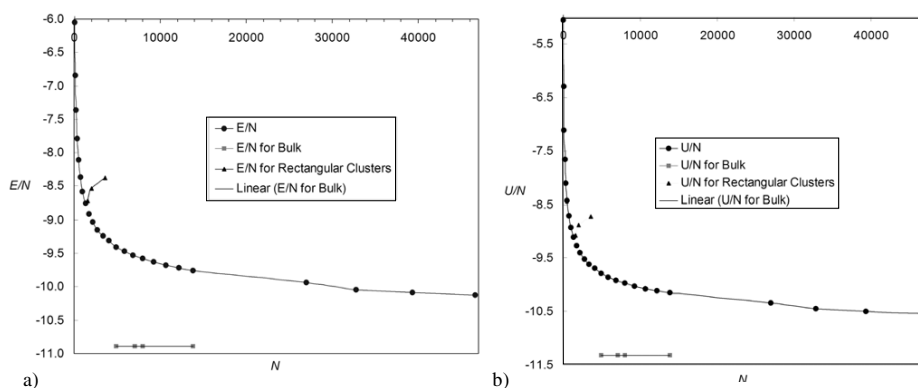 -6.0
0 10000 20000 30000 40000
-6.5
-7.0
-7.5
-8.0
-8.5
-9.0
-9.5
-10.0
-10.5
-11.0
E/N
E/N
E/N for Bulk
E/N for Rectangular Clusters
Linear (E/N for Bulk)
N
a)
0 10000 20000 30000 40000
-5.5
-6.5
-7.5
-8.5
-9.5
-10.5
-11.5
U/N
U/N
U/N for Bulk
U/N for Rectangular Clusters
Linear (U/N for Bulk)
N
b)